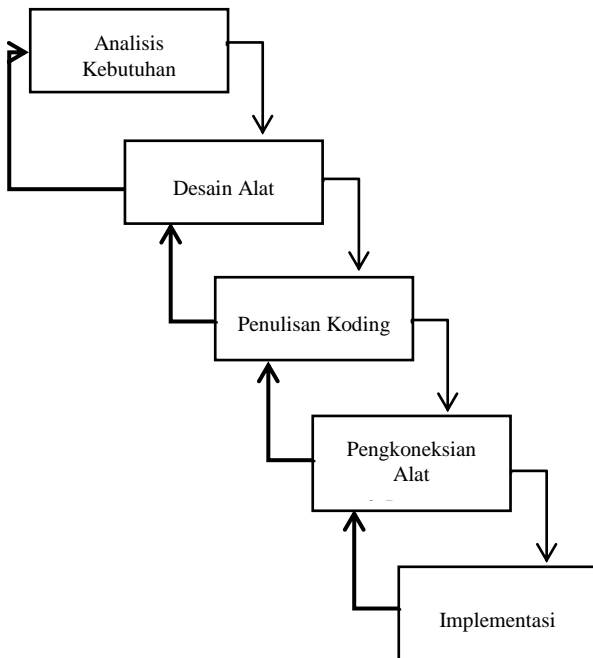 Analisis
Kebutuhan
Desain Alat
Penulisan Koding
Pengkoneksian
Alat
Implementasi